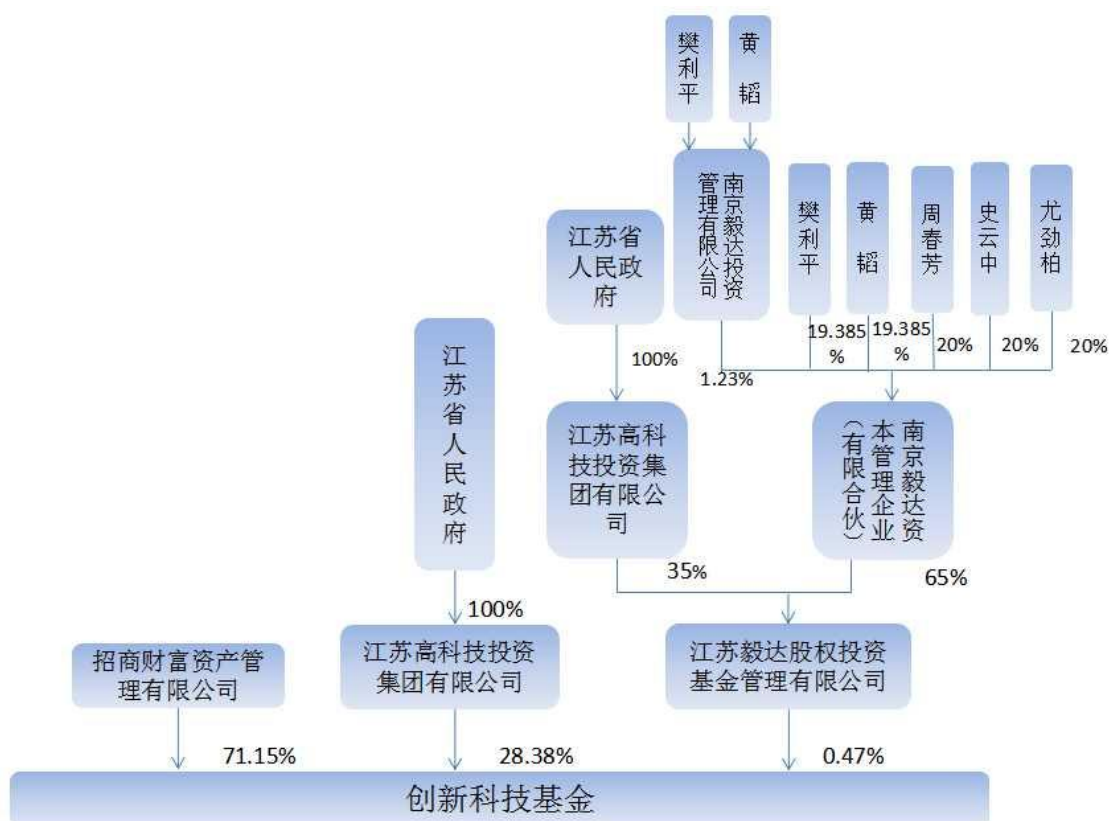 樊利平
黄 韬
南京毅达投资
管理有限公司
樊利平
黄 韬
周春芳
史云中
尤劲柏
江苏省
人民政
府
19.385
%
19.385
%
20%
20%
20%
100%
1.23%
江苏省人民政府
江苏高科
技投资集
团有限公
司
南京毅达资
本管理企业
(有限合伙)
35%
65%
100%
招商财富资产管
理有限公司
江苏高科技投资
集团有限公司
江苏毅达股权投资
基金管理有限公司
71.15%
28.38%
0.47%
创新科技基金